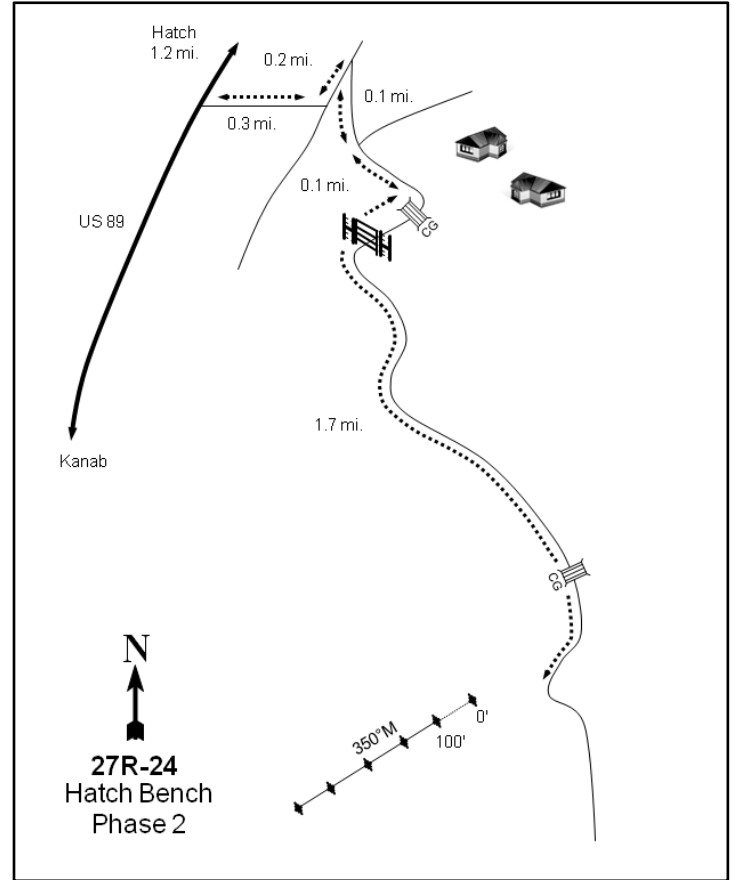 Hatch
1.2 mi.
0.2 mi.
0.1 mi.
0.3 mi.
0.1 mi.
CG
US 89
1.7 mi.
Kanab
CG
N
350°M
0'
100'
27R-24
Hatch Bench
Phase 2